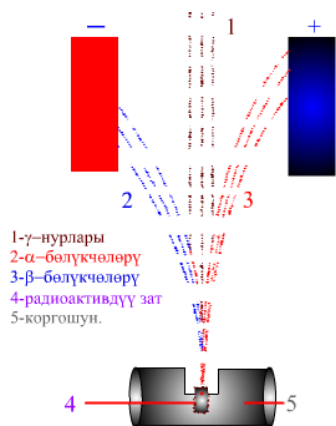 1
− +
2 3
1-γ−нурлары
2-α−бөлүкчөлөрү
3-β−бөлүкчөлөрү
4-радиоактивдүү зат
5-коргошун.
4 5